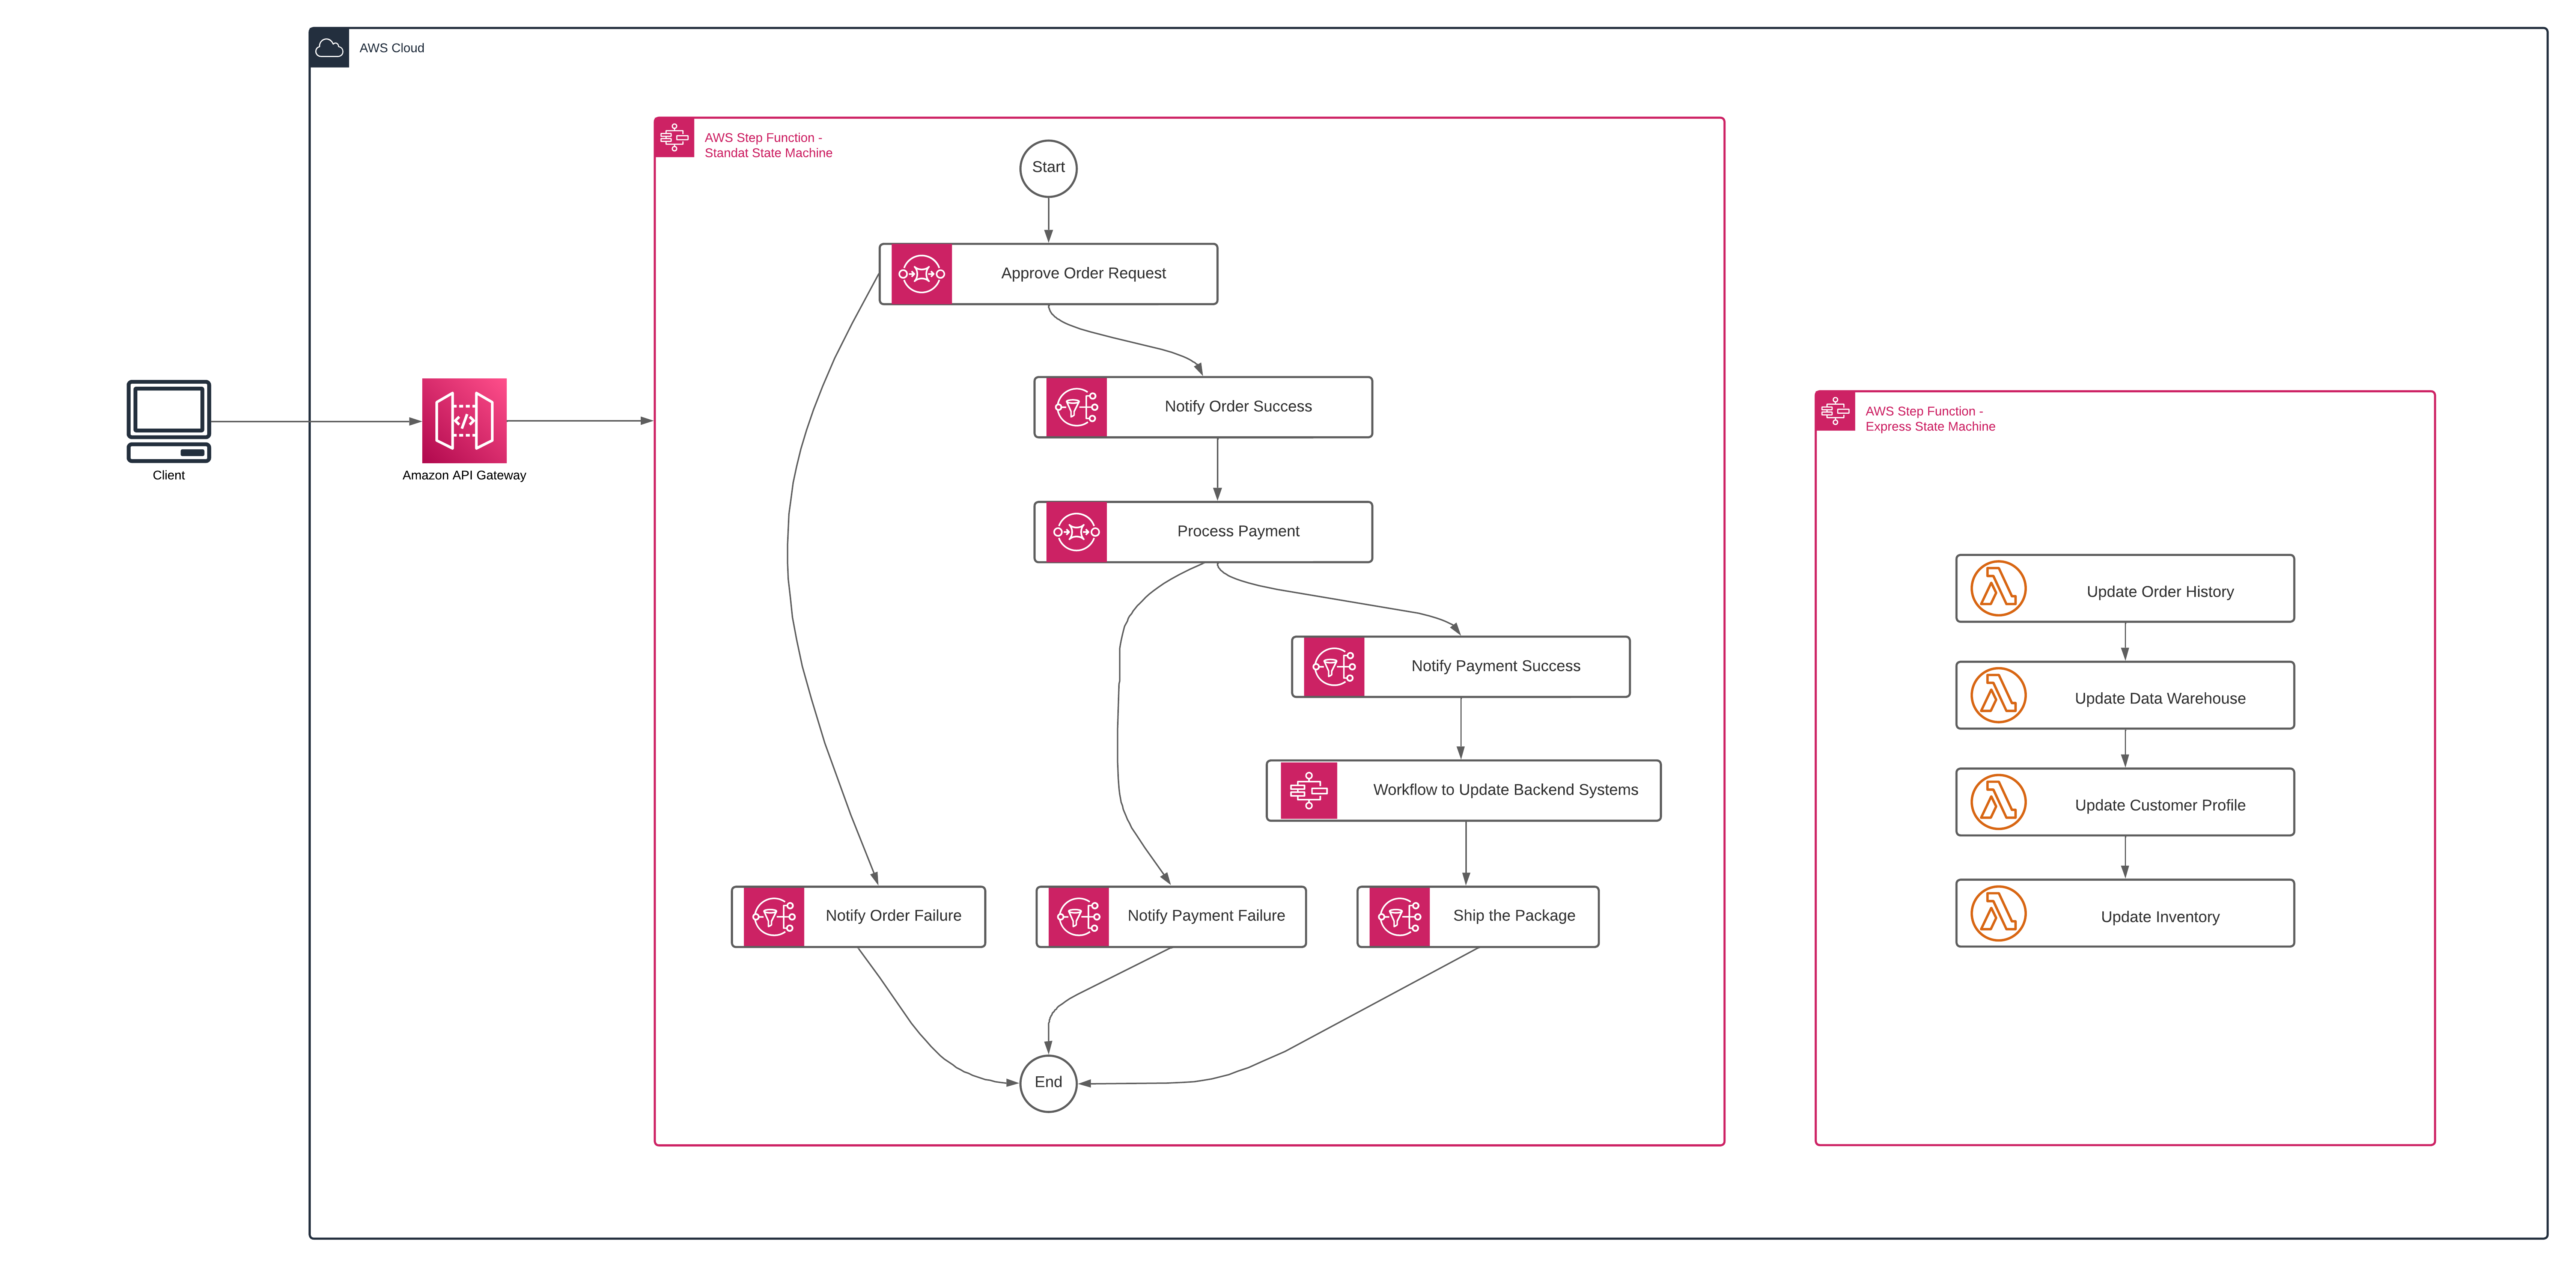 AWS Cloud
AWS Step Function -
Standat State Machine
Start
Approve Order Request
Notify Order Success
Process Payment
Notify Payment Success
Workflow to Update Backend Systems
Notify Order Failure
Notify Payment Failure
Ship the Package
End
Client
Amazon API Gateway
AWS Step Function -
Express State Machine
Update Order History
Update Data Warehouse
Update Customer Profile
Update Inventory